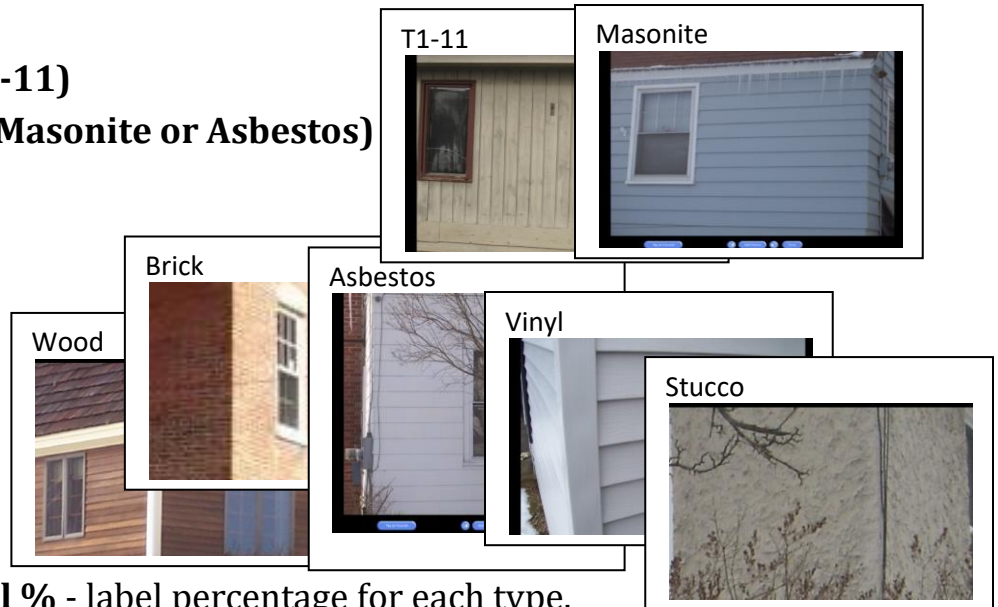 -11)
Masonite or Asbestos)
T1-11
Masonite
Brick
Asbestos
Wood
Vinyl
Stucco
l % - label percentage for each type.